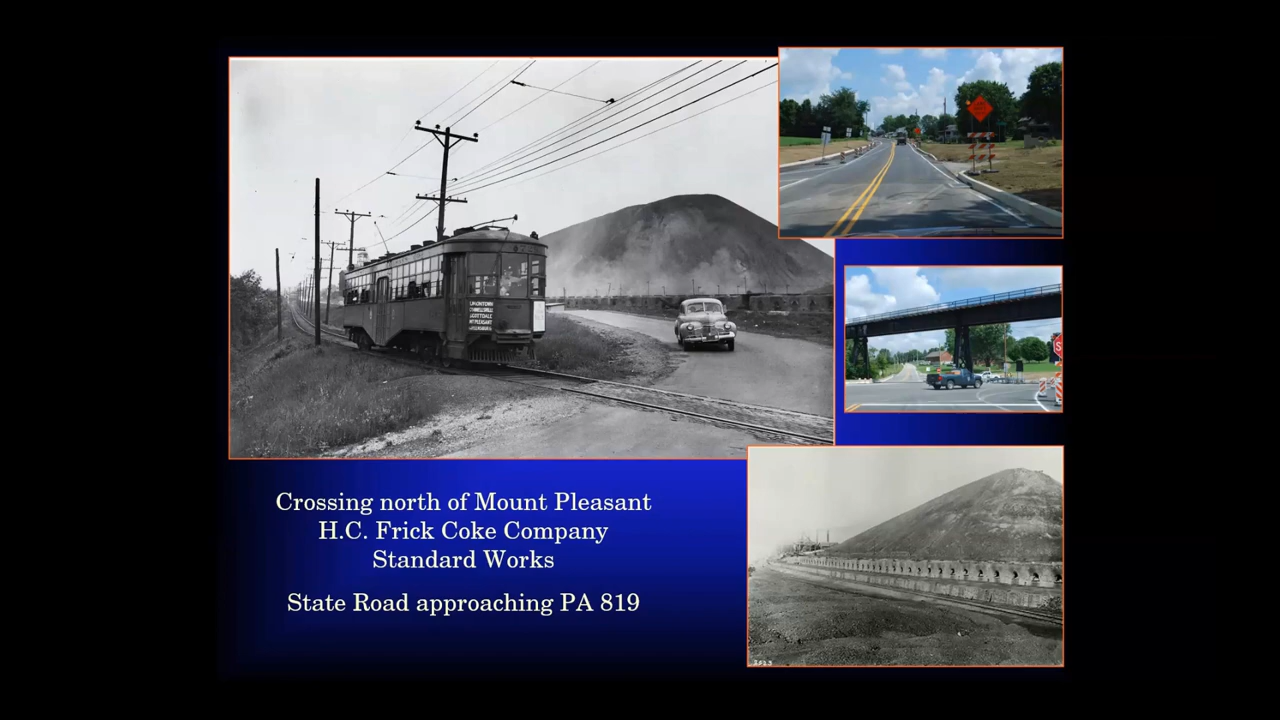 Crossing north of Mount Pleasant
H.C. Frick Coke Company
Standard Works
State Road approaching PA 819